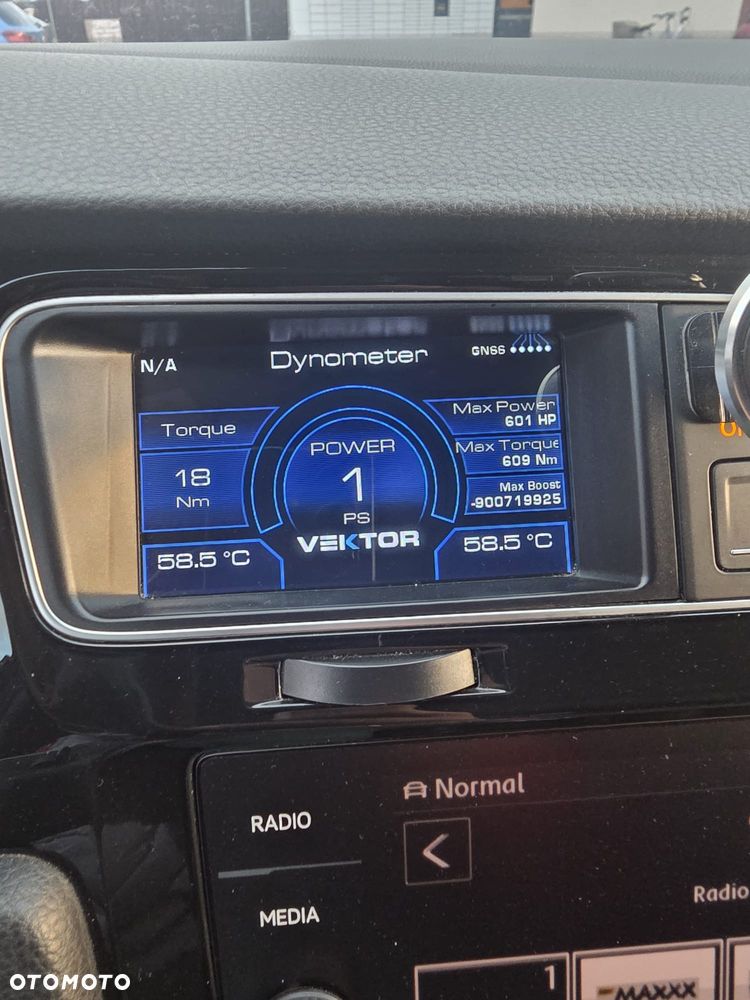 N/A
Dynometer
GNSS
Torque
18
Nm
POWER
1
PS
VEKTOR
Max Power
601 HP
Max Torque
609 Nm
Max Boost
-900719925
58.5 °C
58.5 °C
Normal
RADIO
MEDIA
Radio
1
MAXXX
OTOMOTO